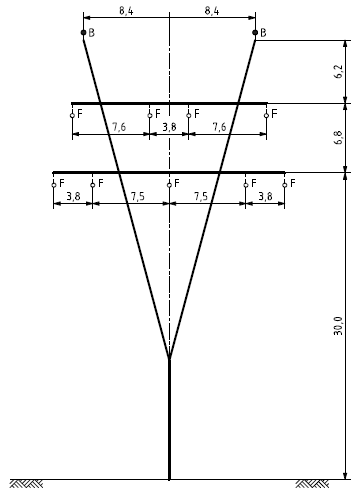 8,4 8,4
B B
6,2
F F F F
7,6 3,8 7,6
6,8
F F F F F
3,8 7,5 7,5 3,8
30,0